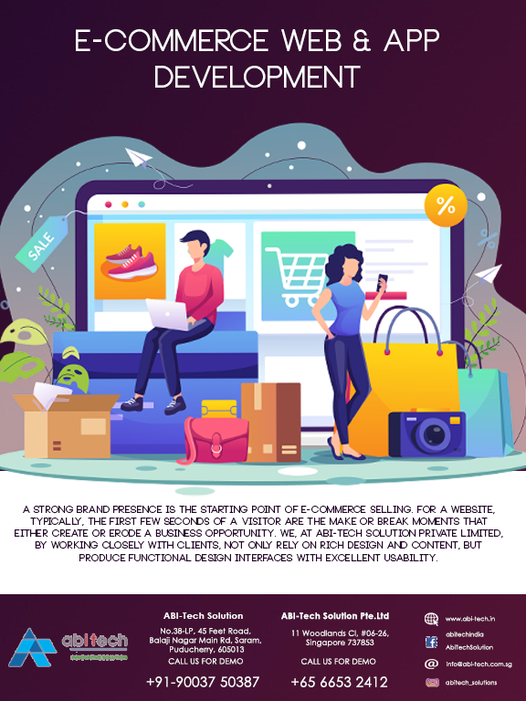 E-COMMERCE WEB & APP
DEVELOPMENT
%
SALE
A STRONG BRAND PRESENCE IS THE STARTING POINT OF E-COMMERCE SELLING. FOR A WEBSITE,
TYPICALLY, THE FIRST FEW SECONDS OF A VISITOR ARE THE MAKE OR BREAK MOMENTS THAT
EITHER CREATE OR ERODE A BUSINESS OPPORTUNITY. WE, AT ABI-TECH SOLUTION PRIVATE LIMITED,
BY WORKING CLOSELY WITH CLIENTS, NOT ONLY RELY ON RICH DESIGN AND CONTENT, BUT
PRODUCE FUNCTIONAL DESIGN INTERFACES WITH EXCELLENT USABILITY.
abitech
ABI-Tech Solution
No.38-LP, 45 Feet Road,
Balaji Nagar Main Rd, Saram,
Puducherry, 605013
CALL US FOR DEMO
+91-90037 50387
ABI-Tech Solution Pte.Ltd
11 Woodlands Cl, #06-26,
Singapore 737853
CALL US FOR DEMO
+65 6653 2412
www.abi-tech.in
abitechindia
AbiTechSolution
info@abi-tech.com.sg
abitech_solutions